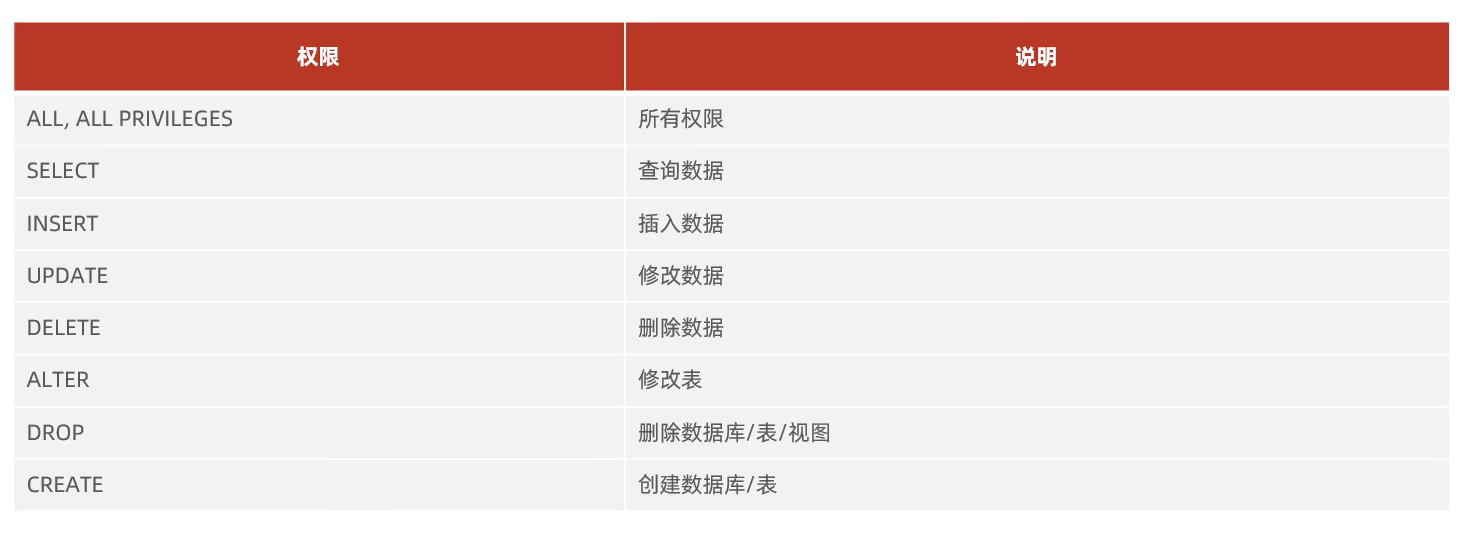 权限 说明
ALL, ALL PRIVILEGES 所有权限
SELECT 查询数据
INSERT 插入数据
UPDATE 修改数据
DELETE 删除数据
ALTER 修改表
DROP 删除数据库/表/视图
CREATE 创建数据库/表